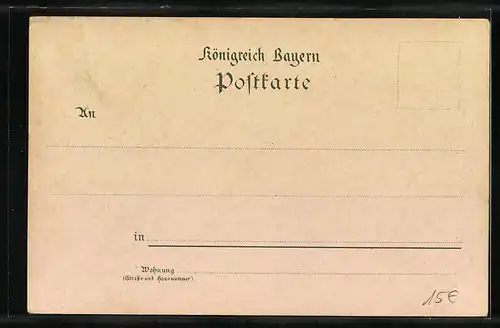 Königreich Bayern
Postkarte
An
in
Wohnung
(Straße und Hausnummer)
15€